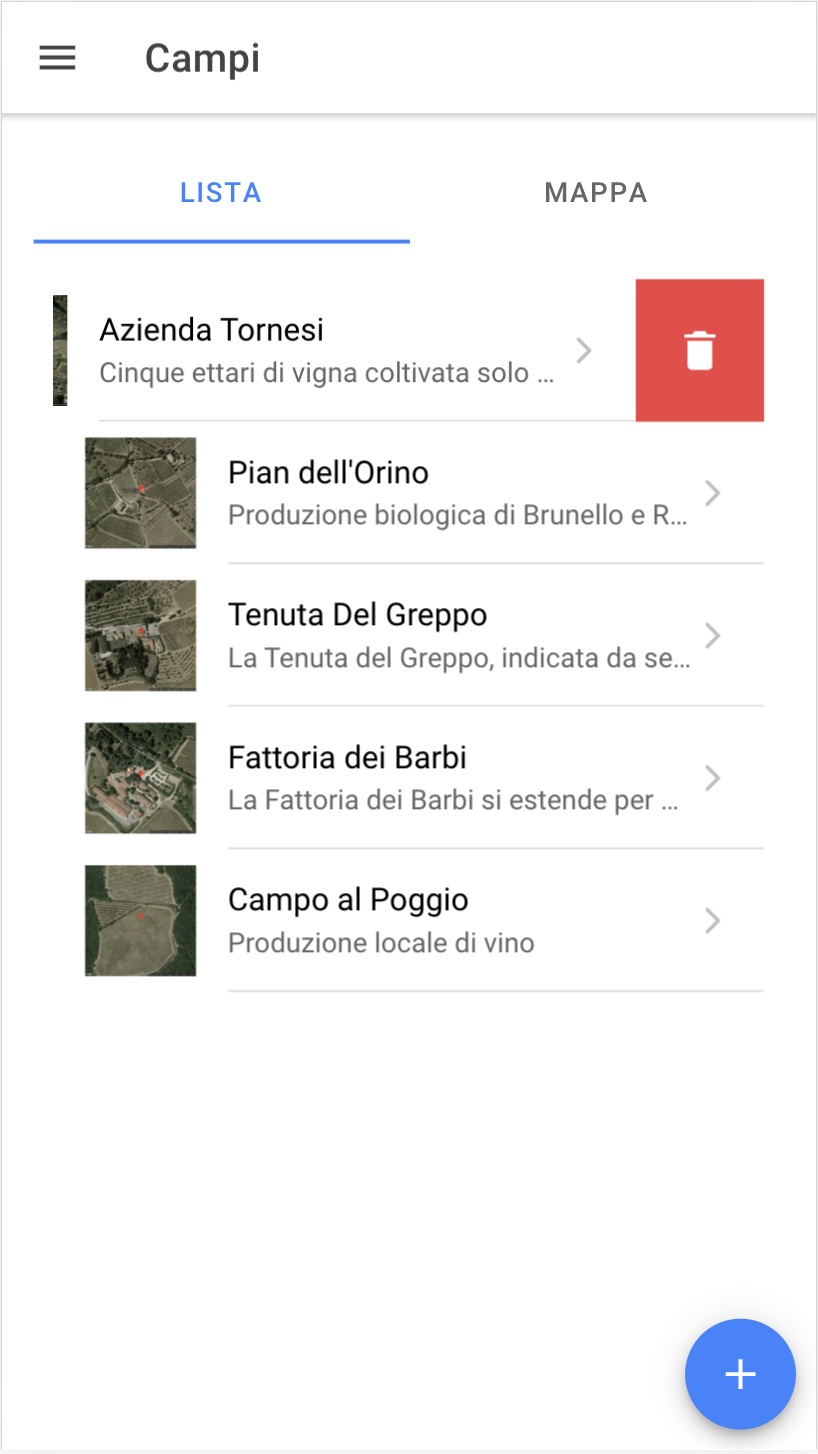 Campi
LISTA
MAPPA
Azienda Tornesi
Cinque ettari di vigna coltivata solo ...
Pian dell'Orino
Produzione biologica di Brunello e R...
Tenuta Del Greppo
La Tenuta del Greppo, indicata da se...
Fattoria dei Barbi
La Fattoria dei Barbi si estende per ...
Campo al Poggio
Produzione locale di vino